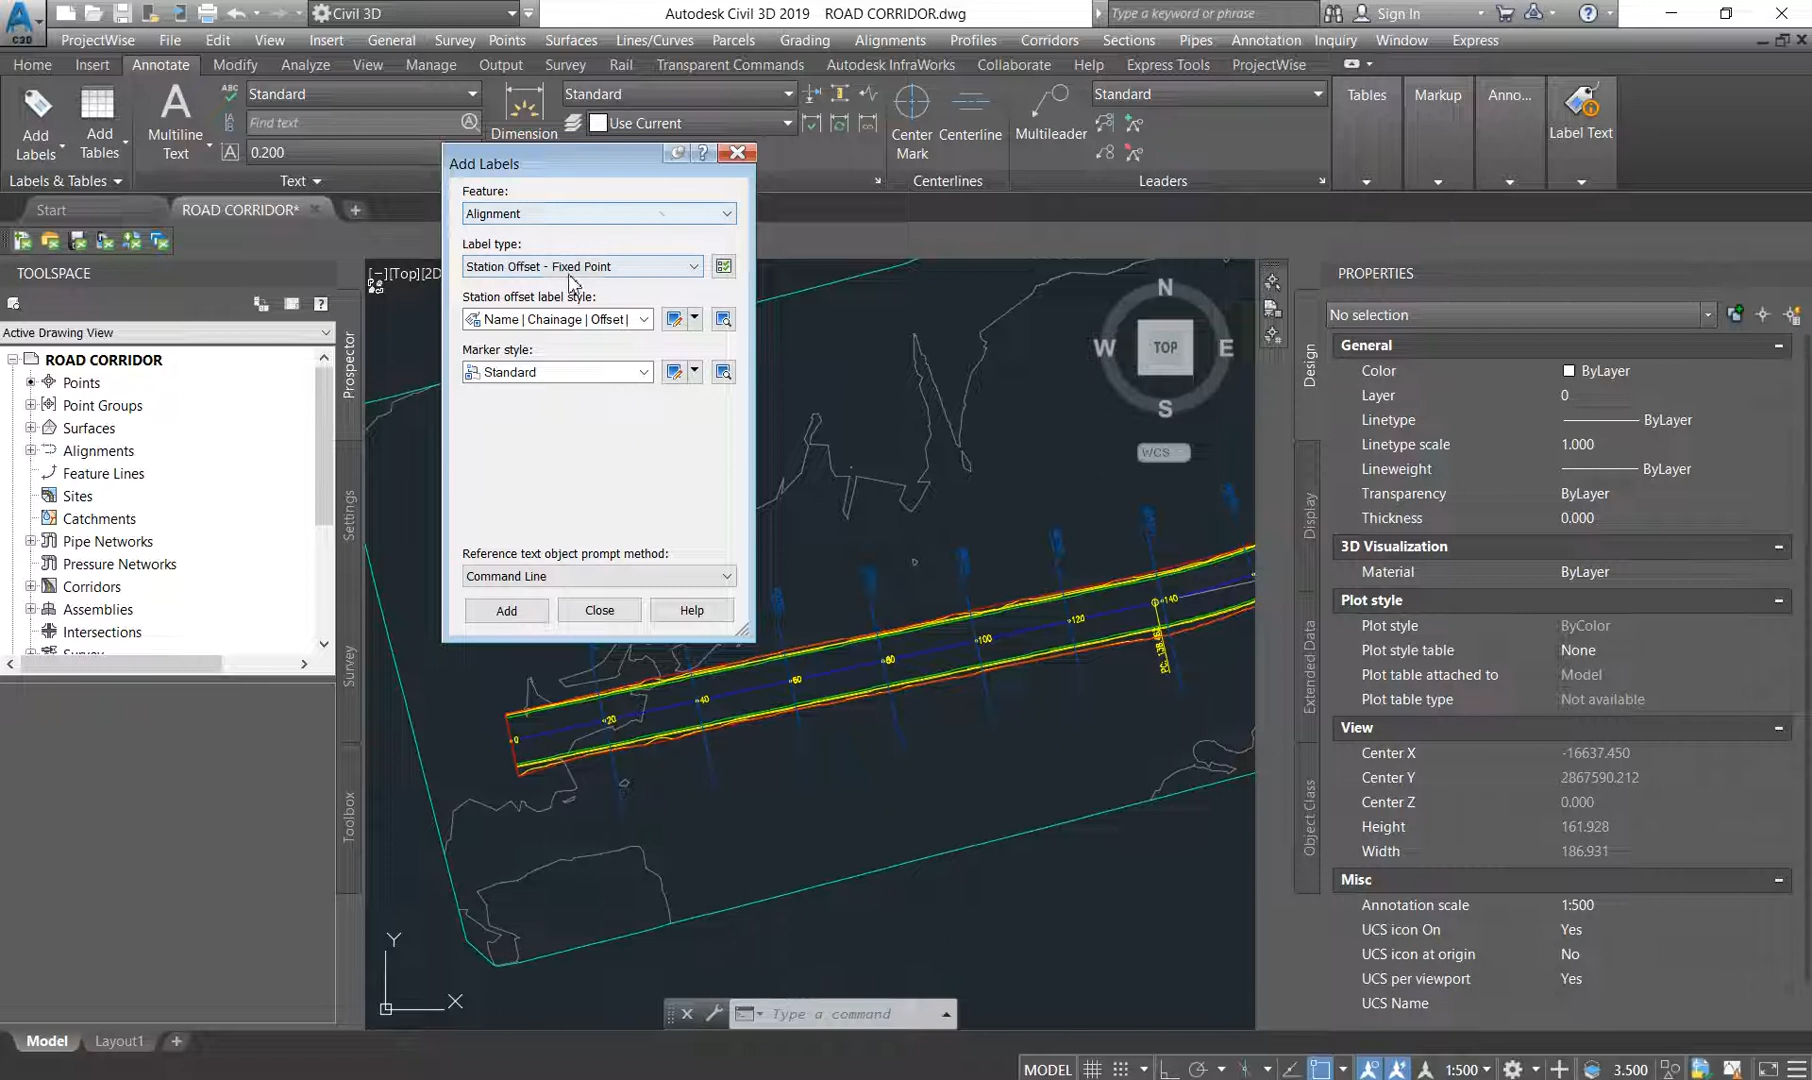 Civil 3D
Autodesk Civil 3D 2019 ROAD CORRIDOR.dwg
Type a keyword or phrase
Sign In
C3D
ProjectWise File Edit View Insert General Survey Points Surfaces Lines/Curves Parcels Grading Alignments Profiles Corridors Sections Pipes Annotation Inquiry Window Express
Home Insert Annotate Modify Analyze View Manage Output Survey Rail Transparent Commands Autodesk InfraWorks Collaborate Help Express Tools ProjectWise
Add Labels
Add Tables
Multiline Text
ABC
Standard
Find text
0.200
Dimension
Standard
Use Current
Center Mark
Centerline
Multileader
Standard
Tables
Markup
Anno...
Label Text
Labels & Tables
Text
Centerlines
Leaders
Start
ROAD CORRIDOR*
TOOLSPACE
Active Drawing View
ROAD CORRIDOR
Points
Point Groups
Surfaces
Alignments
Feature Lines
Sites
Catchments
Pipe Networks
Pressure Networks
Corridors
Assemblies
Intersections
Survey
Prospector
Settings
Survey
Toolbox
[−][Top][2D
Add Labels
Feature:
Alignment
Label type:
Station Offset - Fixed Point
Station offset label style:
Name | Chainage | Offset|
Marker style:
Standard
Reference text object prompt method:
Command Line
Add
Close
Help
N
W
TOP
E
S
WCS
0
20
40
60
80
100
120
140
Y
X
Type a command
Design
Display
Extended Data
Object Class
PROPERTIES
No selection
General
Color ByLayer
Layer 0
Linetype ByLayer
Linetype scale 1.000
Lineweight ByLayer
Transparency ByLayer
Thickness 0.000
3D Visualization
Material ByLayer
Plot style
Plot style ByColor
Plot style table None
Plot table attached to Model
Plot table type Not available
View
Center X -16637.450
Center Y 2867590.212
Center Z 0.000
Height 161.928
Width 186.931
Misc
Annotation scale 1:500
UCS icon On Yes
UCS icon at origin No
UCS per viewport Yes
UCS Name
Model
Layout1
MODEL
1:500
3.500